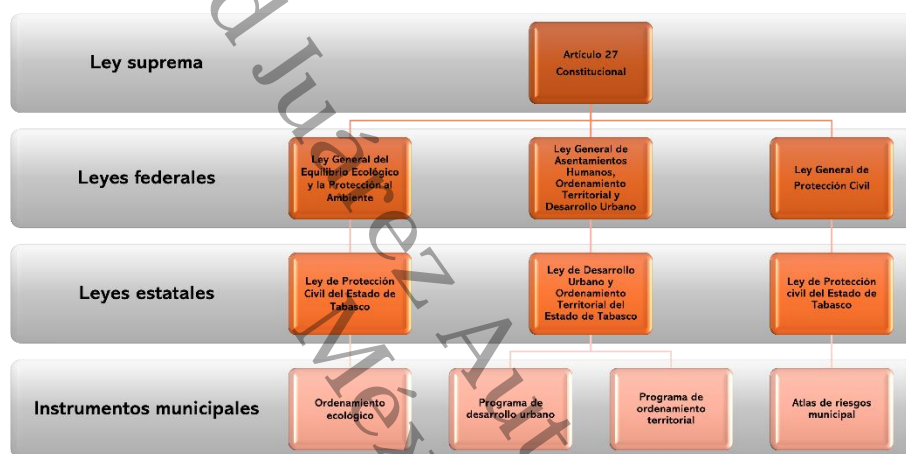 Ley suprema
Artículo 27
Constitucional
Leyes federales
Ley General del
Equilibrio Ecológico
y la Protección al
Ambiente
Ley General de
Asentamientos
Humanos,
Ordenamiento
Territorial y
Desarrollo Urbano
Ley General de
Protección Civil
Leyes estatales
Ley de Protección
Civil del Estado de
Tabasco
Ley de Desarrollo
Urbano y
Ordenamiento
Territorial del
Estado de Tabasco
Ley de Protección
civil del Estado de
Tabasco
Instrumentos municipales
Ordenamiento
ecológico
Programa de
desarrollo urbano
Programa de
ordenamiento
territorial
Atlas de riesgos
municipal
d Juárez Aut
Méx